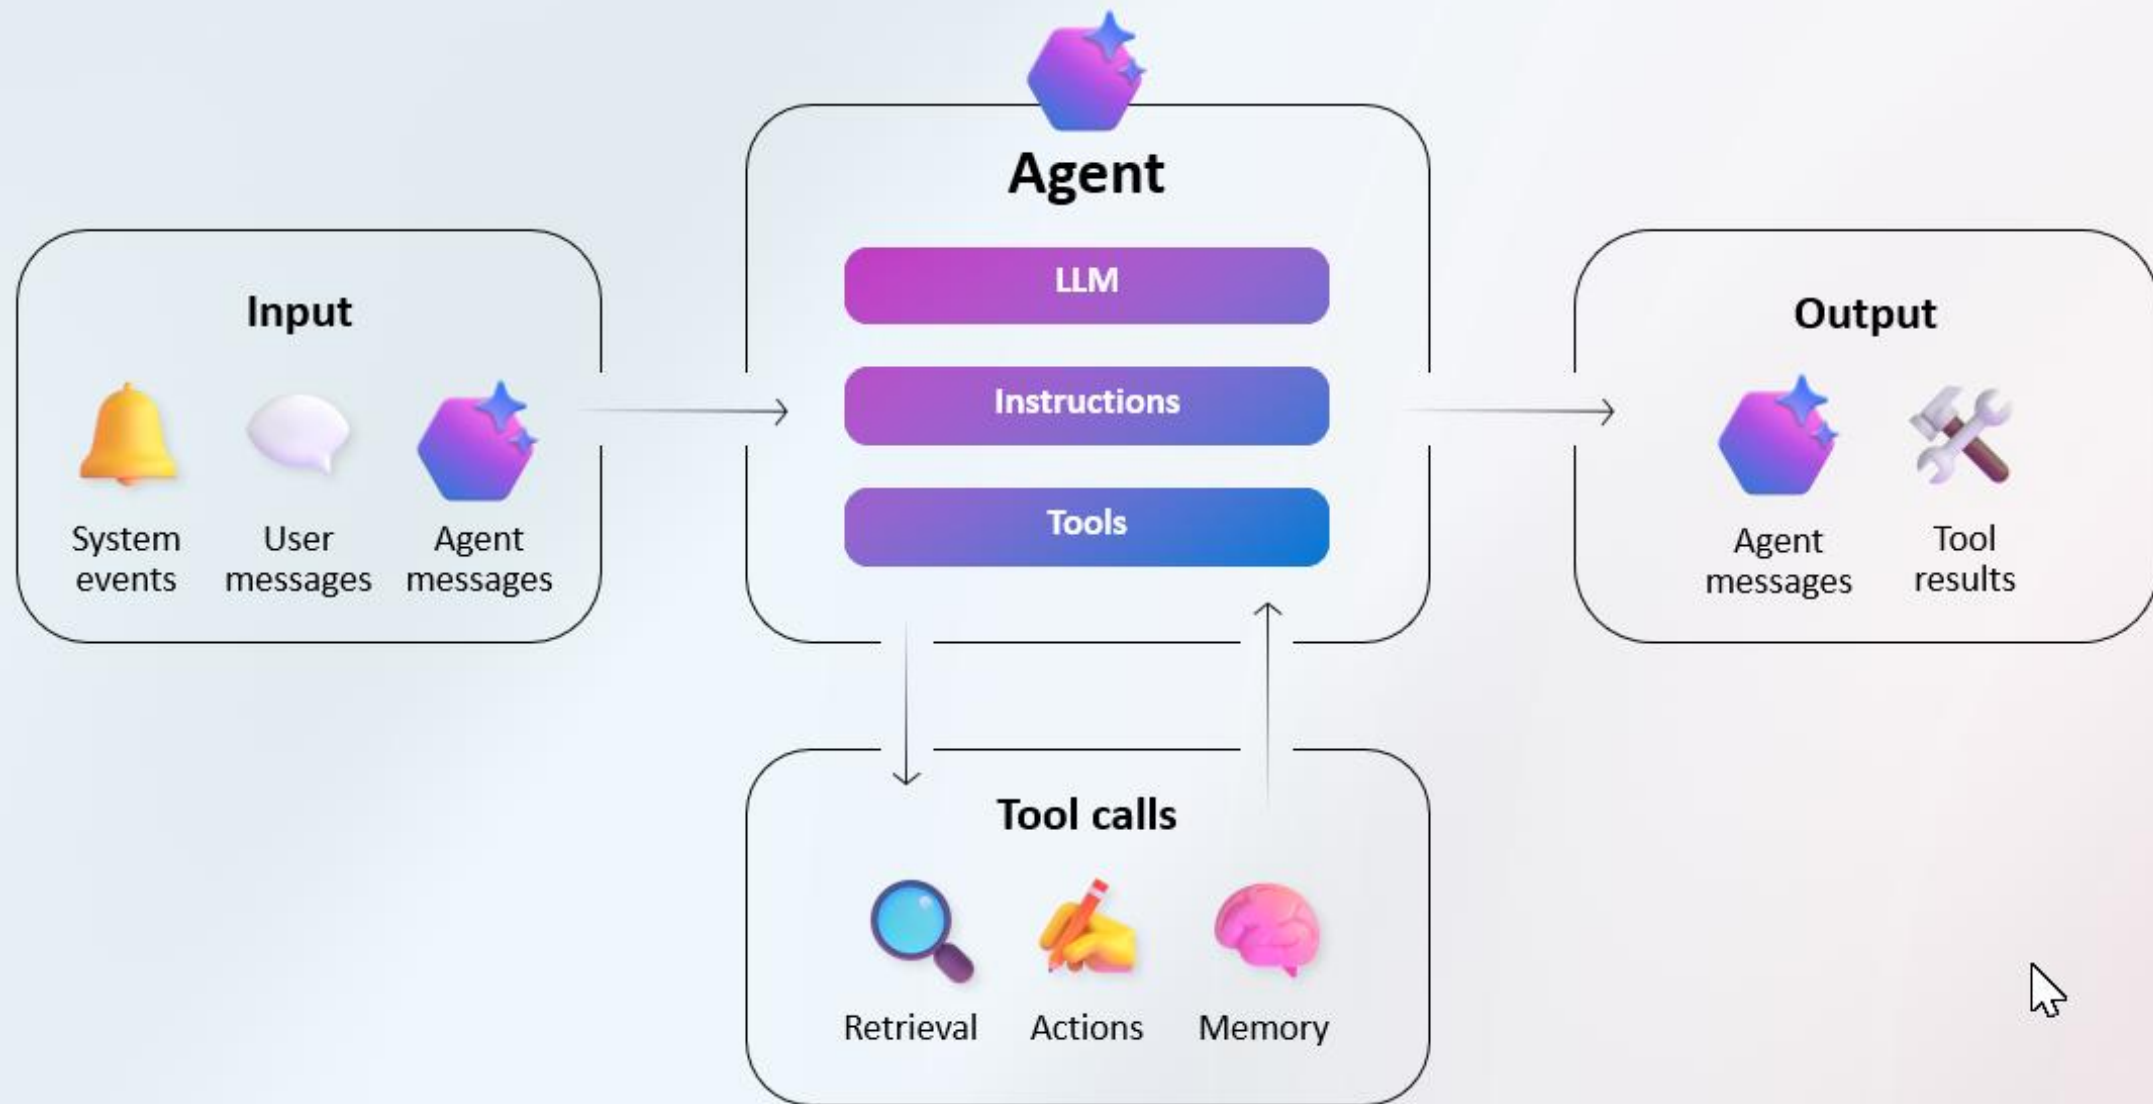 Agent
LLM
Instructions
Tools
Input
System
events
User
messages
Agent
messages
Output
Agent
messages
Tool
results
Tool calls
Retrieval
Actions
Memory